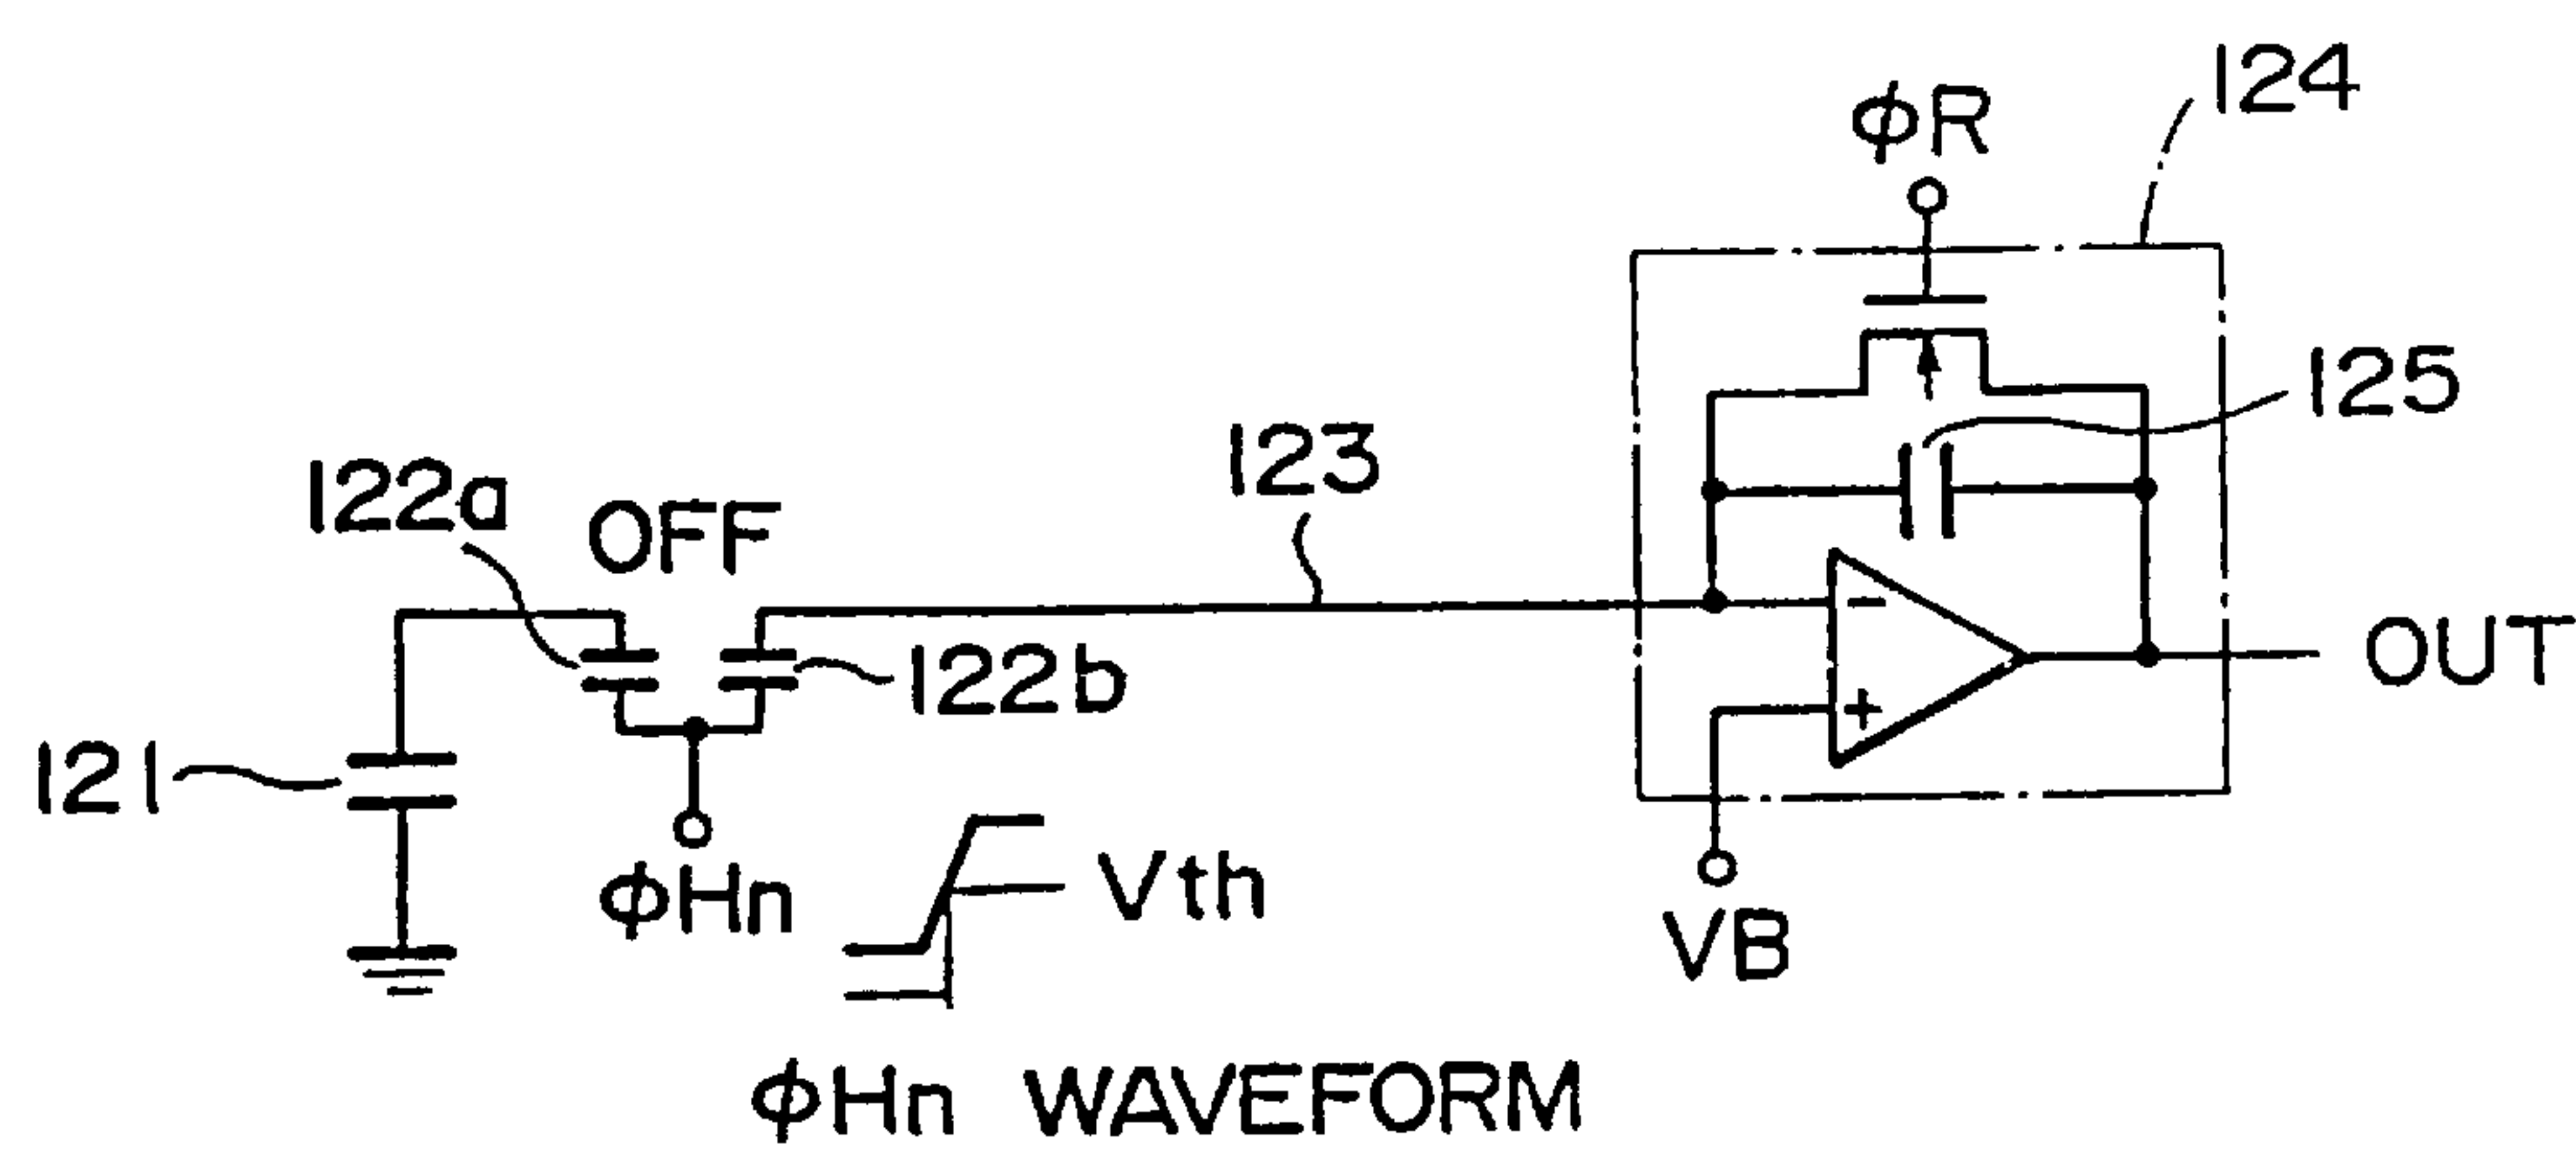 124
φR
125
123
122a
OFF
122b
OUT
121
φHn
Vth
VB
φHn WAVEFORM